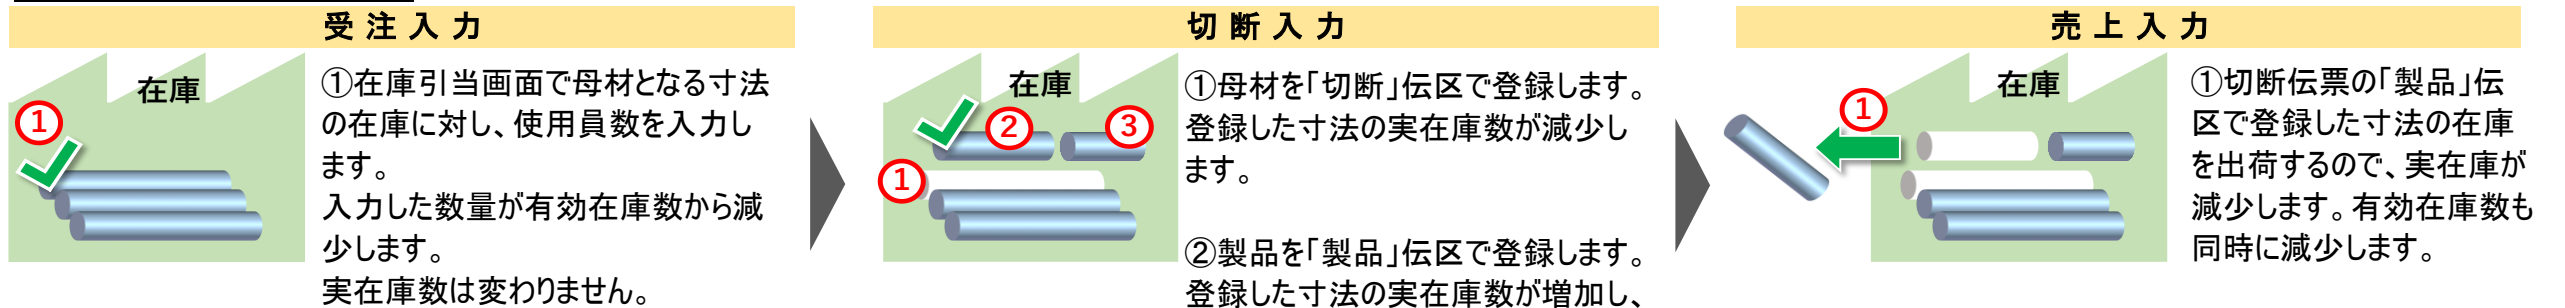 受注入力
在庫
①
①在庫引当画面で母材となる寸法
の在庫に対し、使用員数を入力し
ます。
入力した数量が有効在庫数から減
少します。
実在庫数は変わりません。
切断入力
在庫
②
③
①
①母材を「切断」伝区で登録します。
登録した寸法の実在庫数が減少し
ます。
②製品を「製品」伝区で登録します。
登録した寸法の実在庫数が増加し、
売上入力
在庫
①
①切断伝票の「製品」伝
区で登録した寸法の在庫
を出荷するので、実在庫が
減少します。有効在庫数も
同時に減少します。